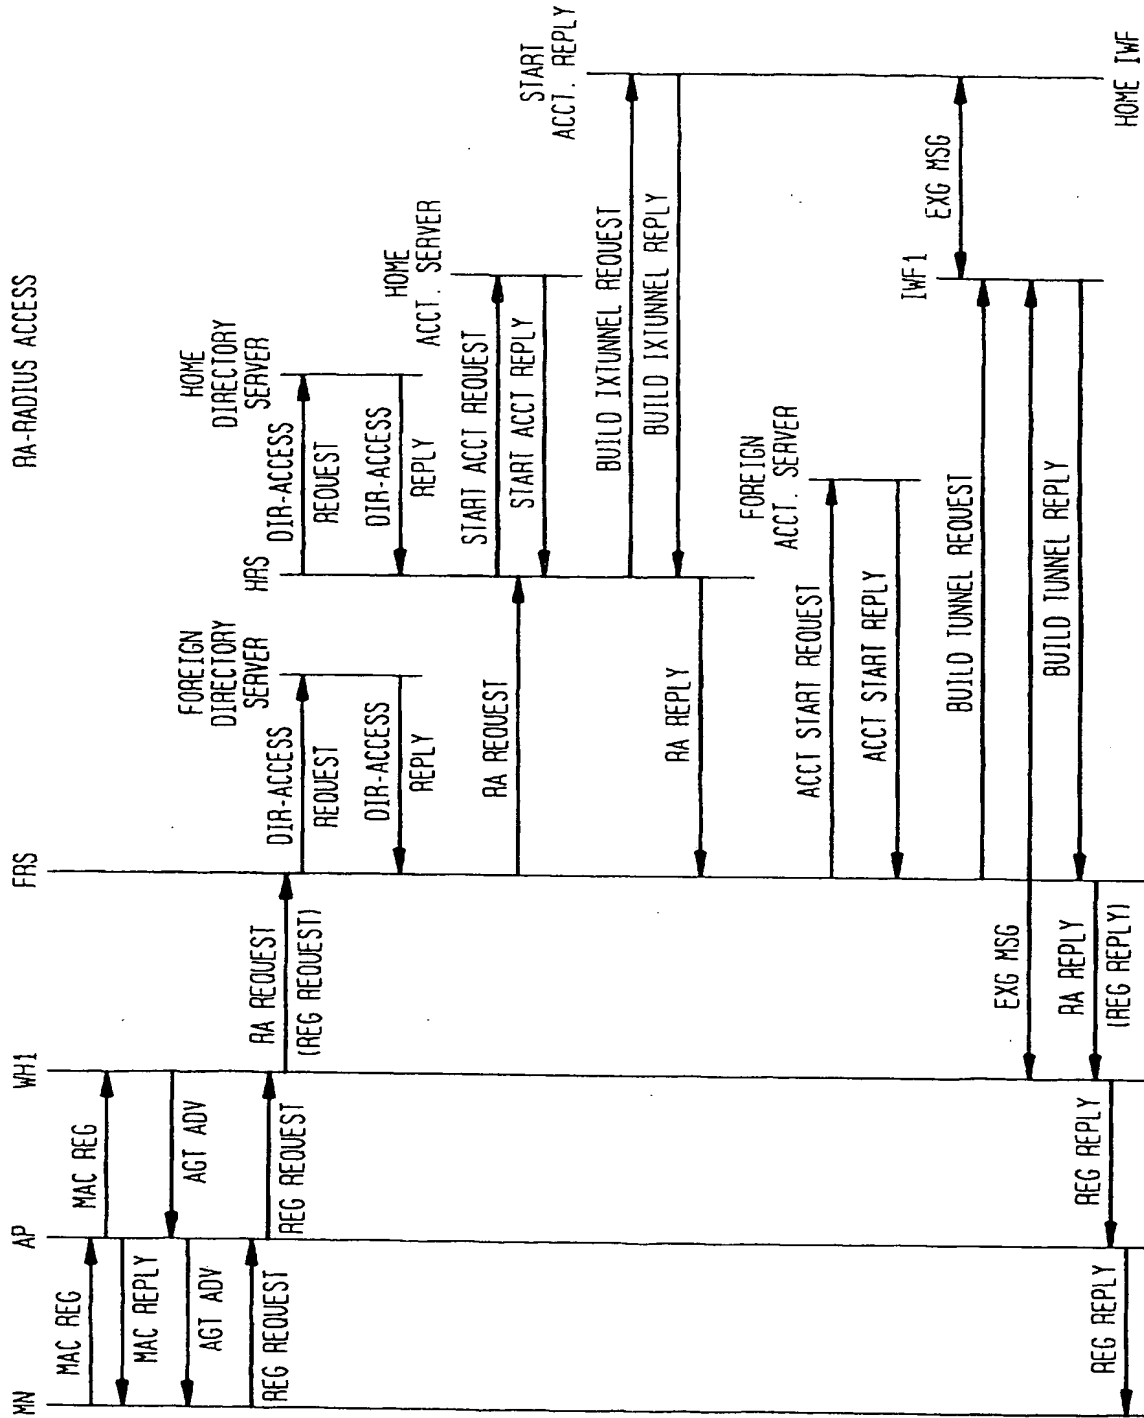 RA-RADIUS ACCESS
MN
AP
WH1
FRS
MAC REG
MAC REG
MAC REPLY
AGT ADV
AGT ADV
REG REQUEST
REG REQUEST
RA REQUEST
(REG REQUEST)
FOREIGN
DIRECTORY
SERVER
DIR-ACCESS
REQUEST
DIR-ACCESS
REPLY
HRS
HOME
DIRECTORY
SERVER
DIR-ACCESS
REQUEST
DIR-ACCESS
REPLY
HOME
ACCT. SERVER
START ACCT REQUEST
RA REQUEST
START ACCT REPLY
START
ACCT. REPLY
BUILD IXTUNNEL REQUEST
BUILD IXTUNNEL REPLY
RA REPLY
FOREIGN
ACCT. SERVER
ACCT START REQUEST
ACCT START REPLY
IWF1
EXG MSG
BUILD TUNNEL REQUEST
EXG MSG
BUILD TUNNEL REPLY
RA REPLY
(REG REPLY)
REG REPLY
REG REPLY
HOME IWF